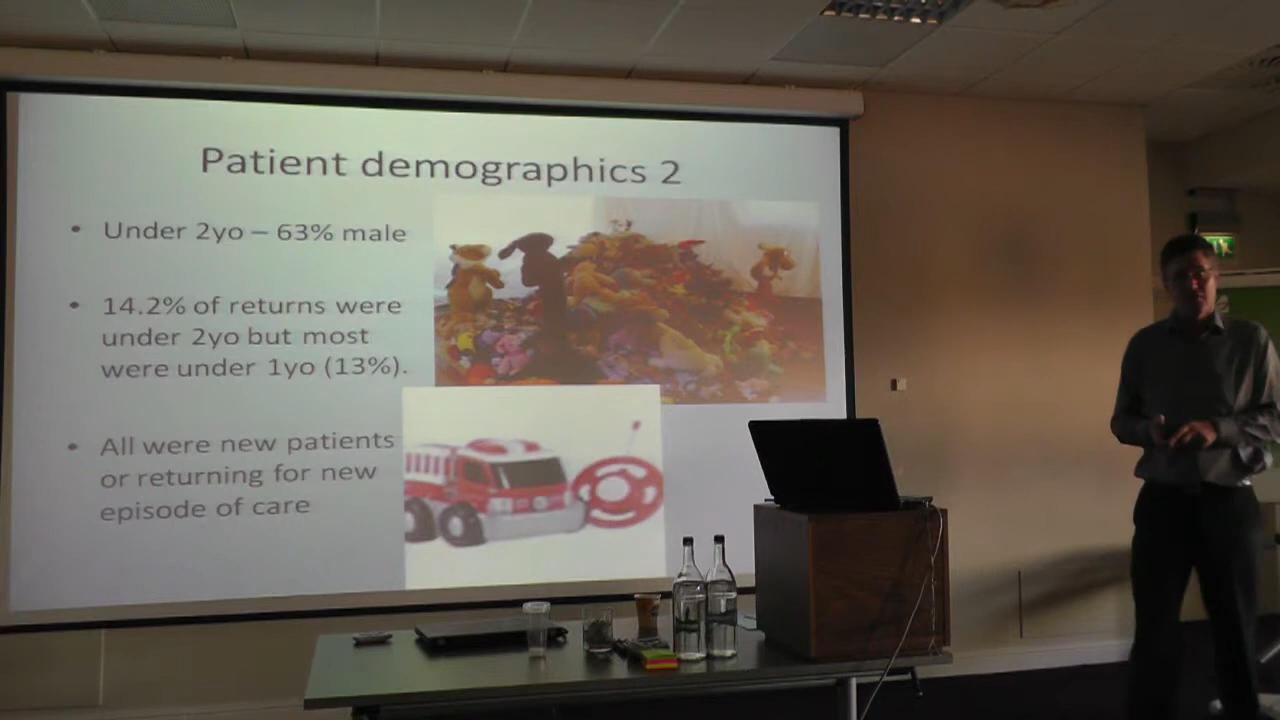 Patient demographics 2
• Under 2yo – 63% male
• 14.2% of returns were
under 2yo but most
were under 1yo (13%).
• All were new patients
or returning for new
episode of care